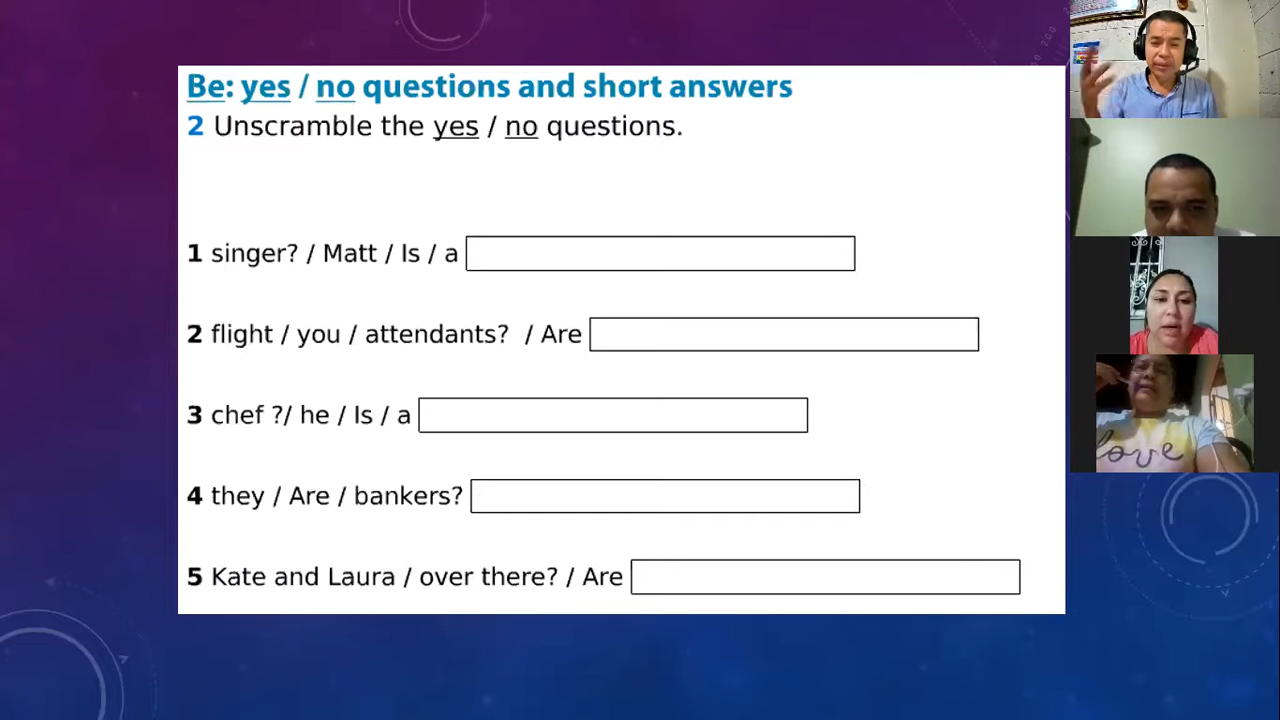 Be: yes / no questions and short answers
2 Unscramble the yes / no questions.
1 singer? / Matt / Is / a
2 flight / you / attendants? / Are
3 chef ?/ he / Is / a
4 they / Are / bankers?
5 Kate and Laura / over there? / Are
love